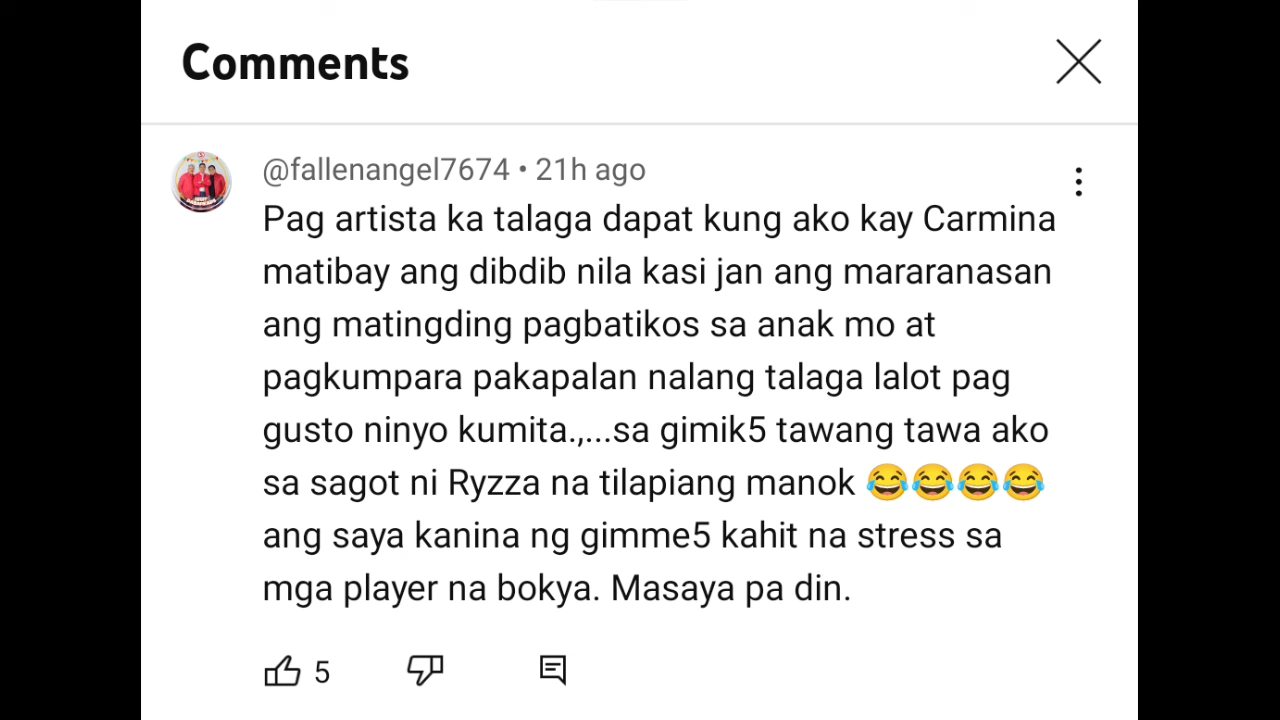 Comments
@fallenangel7674 • 21h ago
Pag artista ka talaga dapat kung ako kay Carmina
matibay ang dibdib nila kasi jan ang mararanasan
ang matingding pagbatikos sa anak mo at
pagkumpara pakapalan nalang talaga lalot pag
gusto ninyo kumita.,...sa gimik5 tawang tawa ako
sa sagot ni Ryzza na tilapiang manok 😂😂😂😂
ang saya kanina ng gimme5 kahit na stress sa
mga player na bokya. Masaya pa din.
5